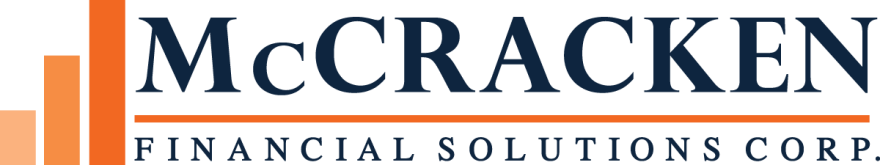 McCRACKEN
FINANCIAL SOLUTIONS CORP.